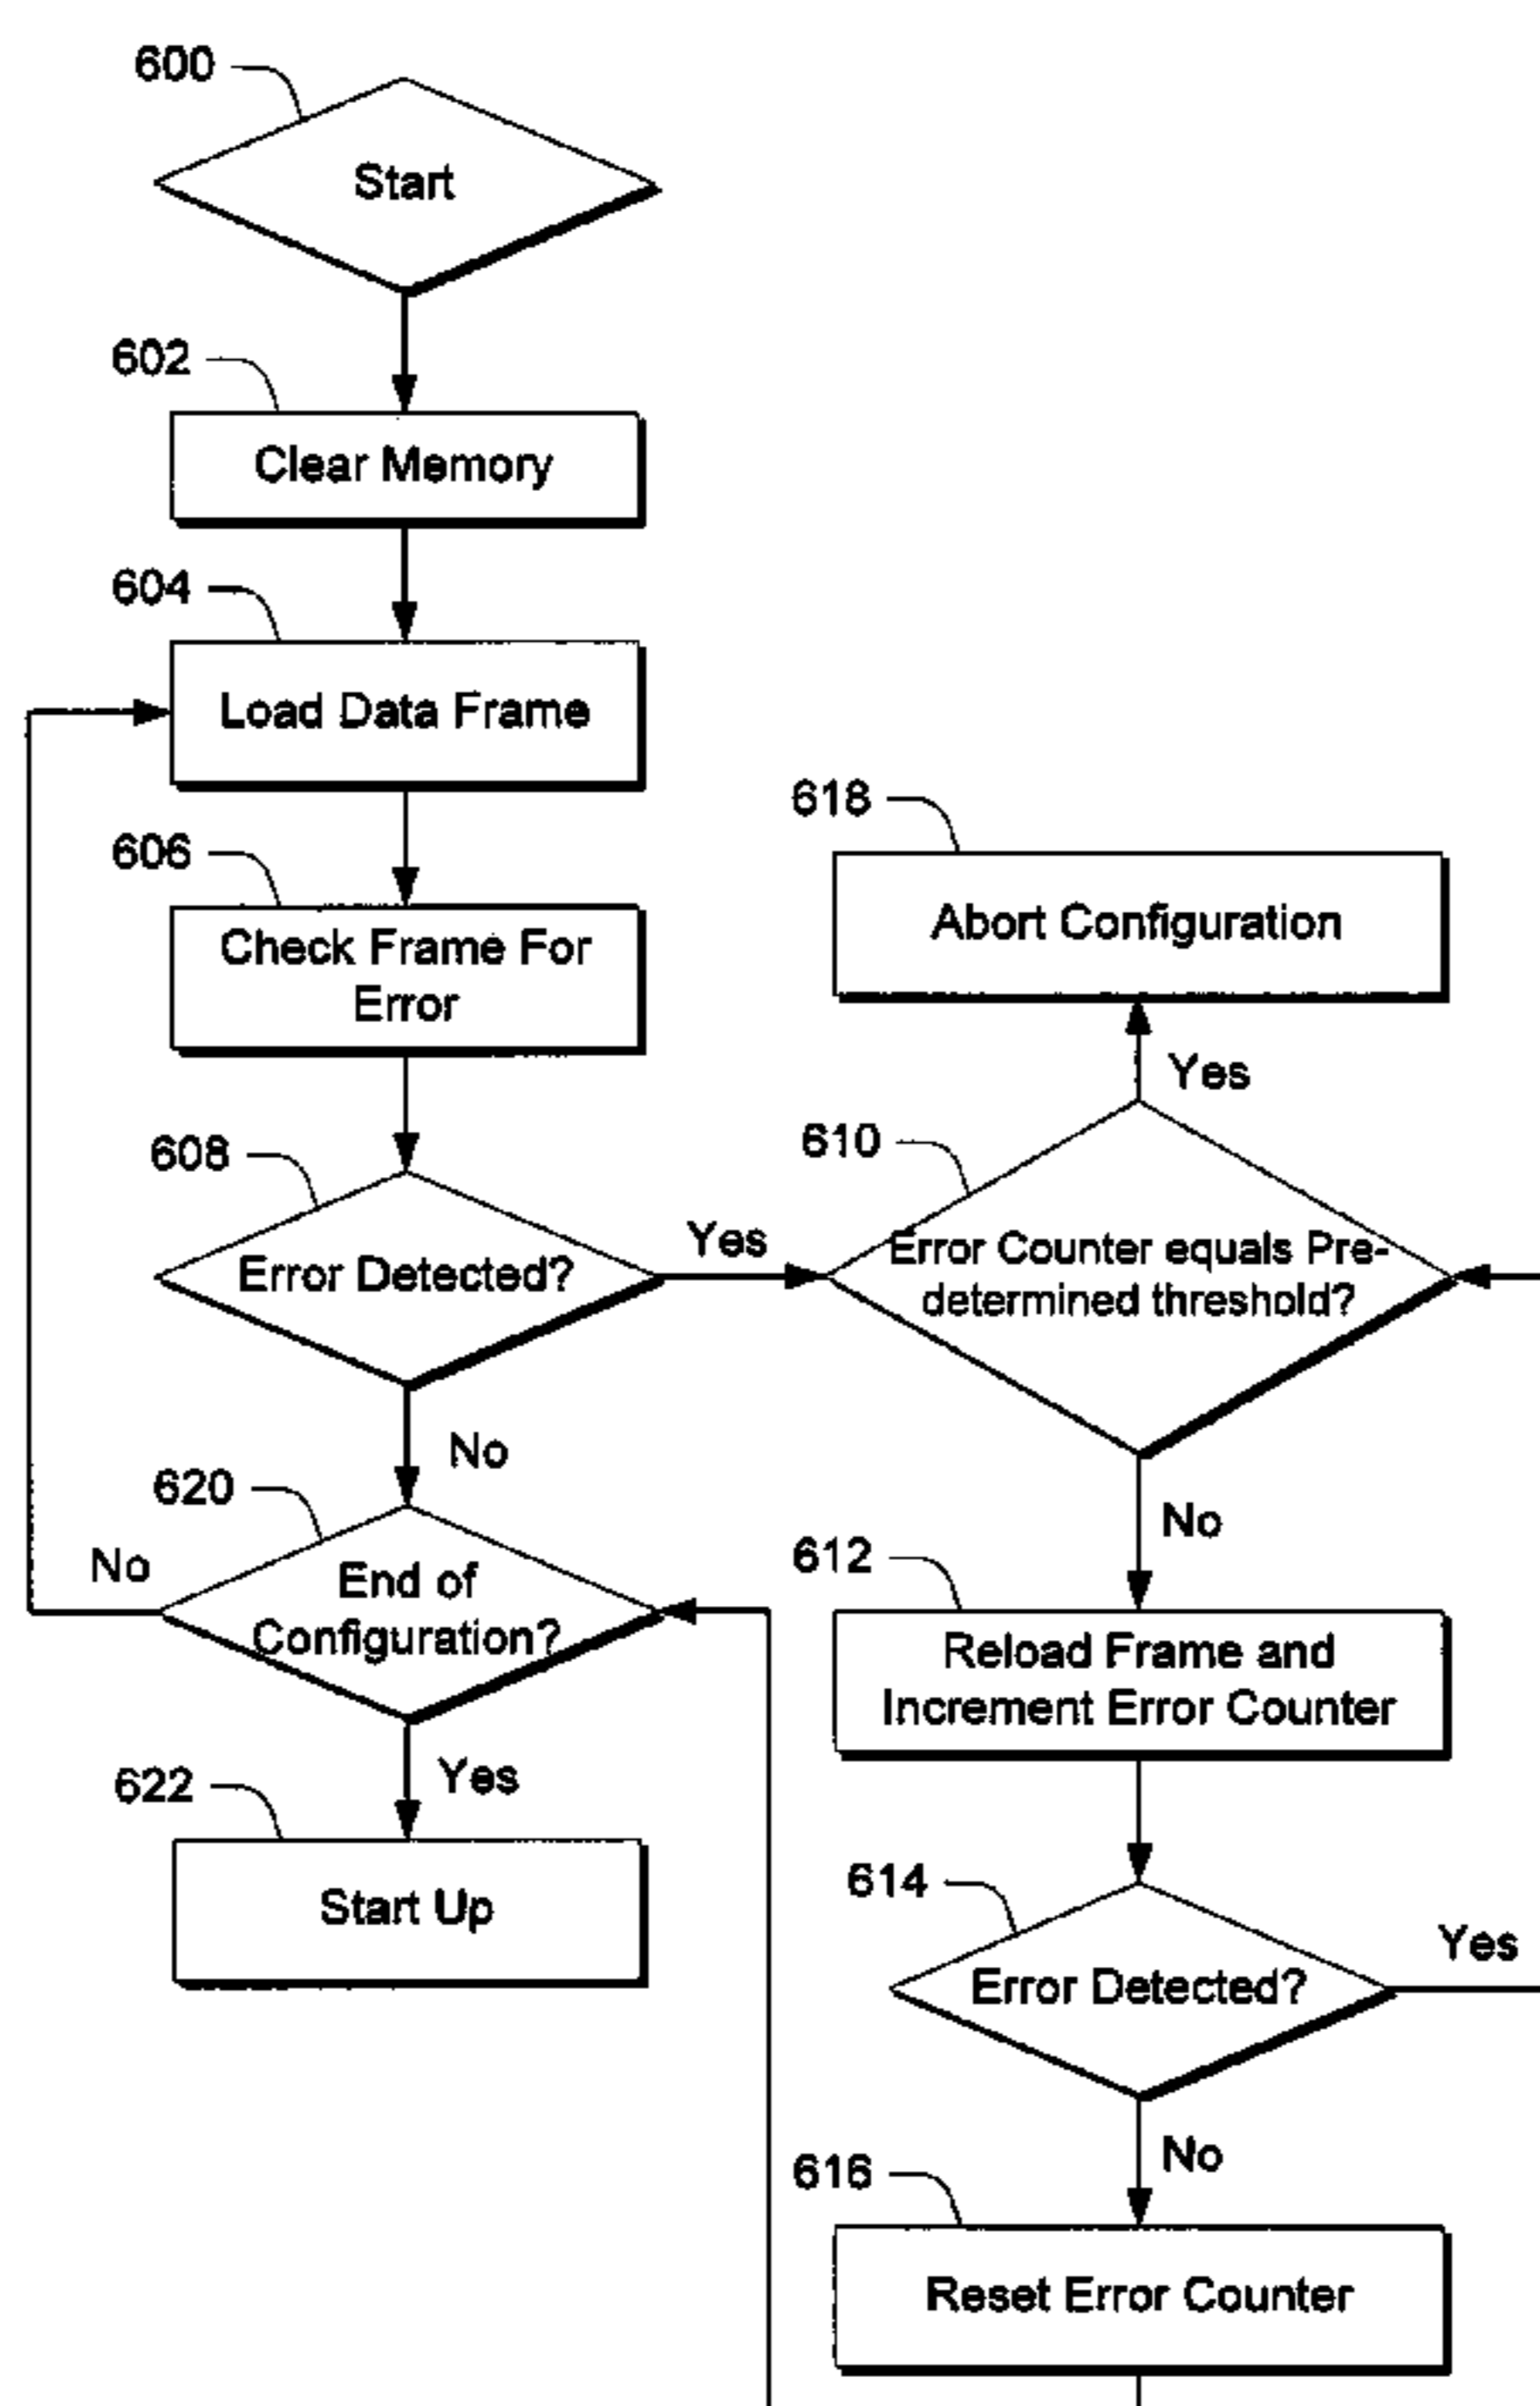 600
Start
602
Clear Memory
604
Load Data Frame
606
Check Frame For
Error
608
Error Detected?
Yes
No
620
End of
Configuration?
No
Yes
622
Start Up
618
Abort Configuration
Yes
610
Error Counter equals Pre-
determined threshold?
No
612
Reload Frame and
Increment Error Counter
614
Error Detected?
Yes
No
616
Reset Error Counter